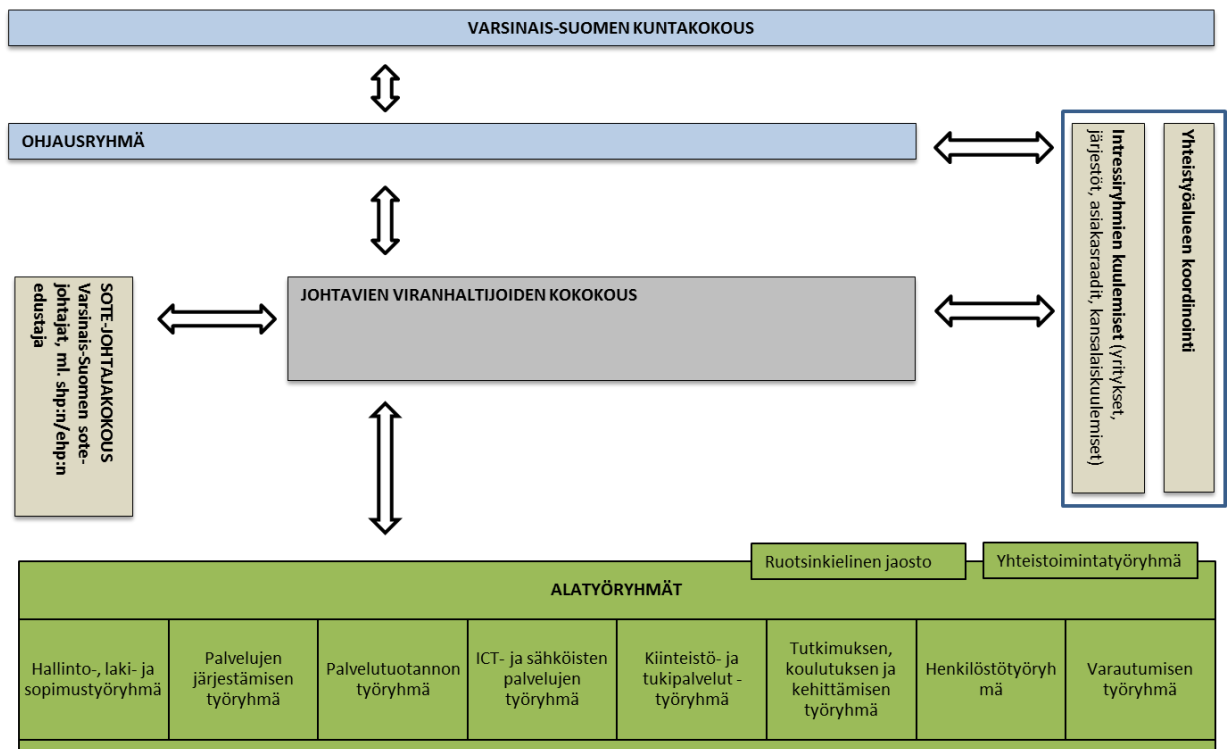 VARSINAIS-SUOMEN KUNTAKOKOUS
OHJAUSRYHMÄ
Intressiryhmien kuulemiset (yritykset,
järjestöt, asiakasraadit, kansalaiskuulemiset)
Yhteistyöalueen koordinointi
SOTE-JOHTAJAKOKOUS
Varsinais-Suomen sote-
johtajat, ml. shp:n/ehp:n
edustaja
JOHTAVIEN VIRANHALTIJOIDEN KOKOKOUS
Ruotsinkielinen jaosto
Yhteistoimintatyöryhmä
ALATYÖRYHMÄT
Hallinto-, laki- ja
sopimustyöryhmä
Palvelujen
järjestämisen
työryhmä
Palvelutuotannon
työryhmä
ICT- ja sähköisten
palvelujen
työryhmä
Kiinteistö- ja
tukipalvelut -
työryhmä
Tutkimuksen,
koulutuksen ja
kehittämisen
työryhmä
Henkilöstötyöryh
mä
Varautumisen
työryhmä